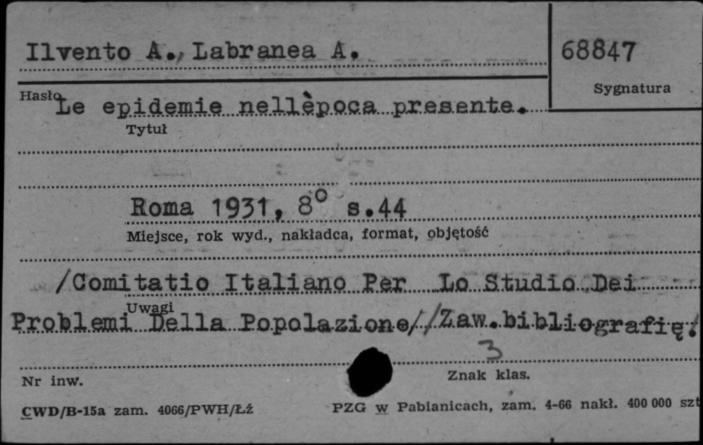 Ilvento A., Labranea A.
68847
Sygnatura
Hasło
Le epidemie nellèpoca presente.
Tytuł
Roma 1931, 8° s.44
Miejsce, rok wyd., nakładca, format, objętość
/Comitatio Italiano Per Lo Studio Dei
Uwagi
Problemi Della Popolazione//Zaw.bibliografię/
3
Nr inw.
Znak klas.
CWD/B-15a zam. 4066/PWH/Łź
PZG w Pabianicach, zam. 4-66 nakł. 400 000 szt